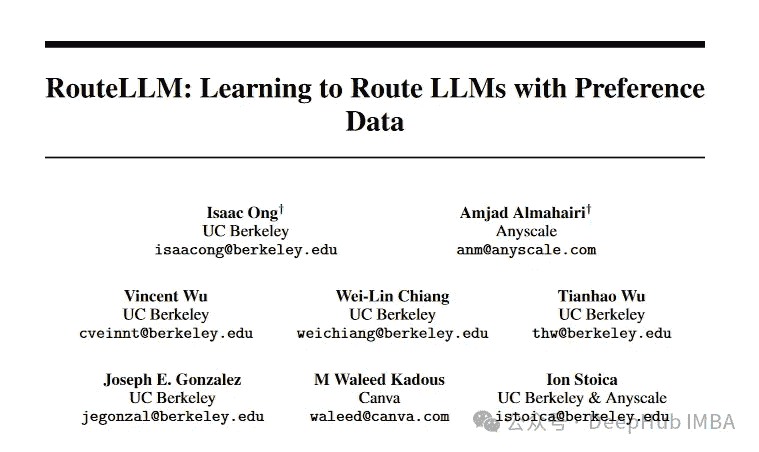 RouteLLM: Learning to Route LLMs with Preference
Data
Isaac Ong† Amjad Almahairi†
UC Berkeley Anyscale
isaacong@berkeley.edu anm@anyscale.com
Vincent Wu Wei-Lin Chiang Tianhao Wu
UC Berkeley UC Berkeley UC Berkeley
cveinnt@berkeley.edu weichiang@berkeley.edu thw@berkeley.edu
Joseph E. Gonzalez M Waleed Kadous Ion Stoica
UC Berkeley Canva UC Berkeley & Anyscale
jegonzal@berkeley.edu waleed@canva.com istoica@berkeley.edu
公众号 · DeepHub IMBA